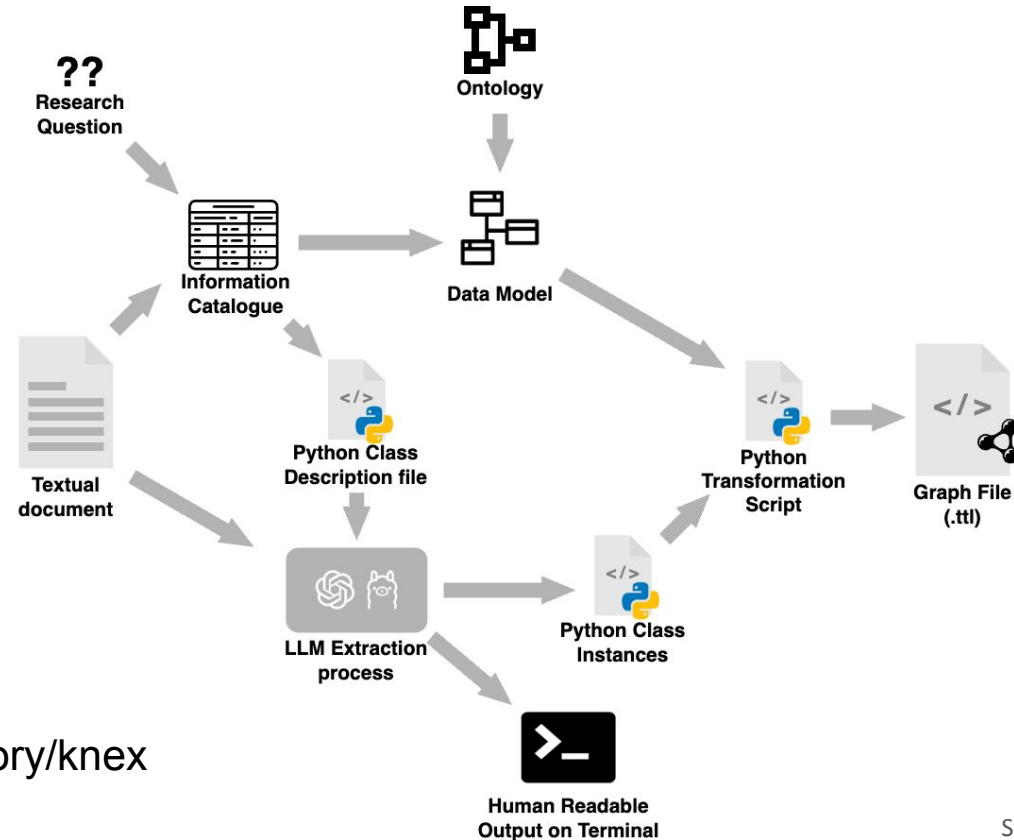 ??
Research
Question
Ontology
Information
Catalogue
Data Model
</>
Python Class
Description file
Textual
document
</>
Python
Transformation
Script
</>
Graph File
(.ttl)
LLM Extraction
process
</>
Python Class
Instances
>_
Human Readable
Output on Terminal
ory/knex